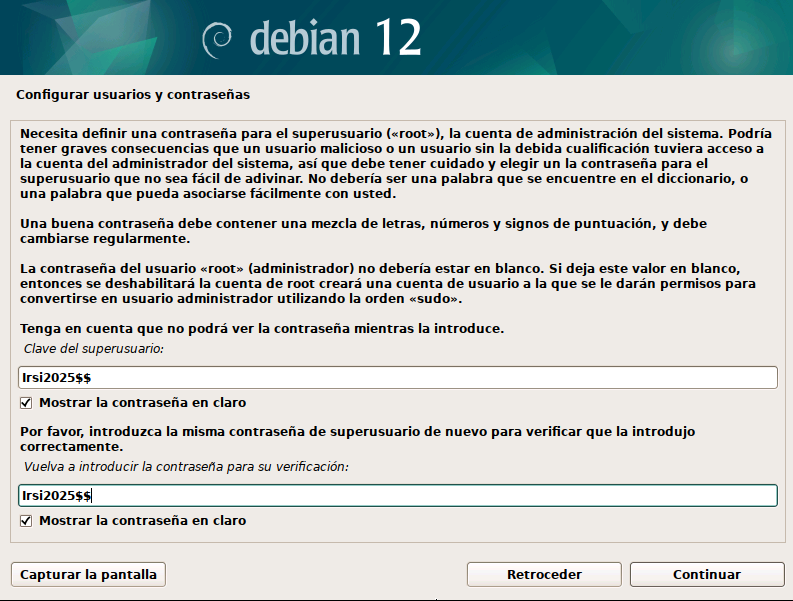 debian 12
Configurar usuarios y contraseñas
Necesita definir una contraseña para el superusuario («root»), la cuenta de administración del sistema. Podría
tener graves consecuencias que un usuario malicioso o un usuario sin la debida cualificación tuviera acceso a
la cuenta del administrador del sistema, así que debe tener cuidado y elegir un la contraseña para el
superusuario que no sea fácil de adivinar. No debería ser una palabra que se encuentre en el diccionario, o
una palabra que pueda asociarse fácilmente con usted.
Una buena contraseña debe contener una mezcla de letras, números y signos de puntuación, y debe
cambiarse regularmente.
La contraseña del usuario «root» (administrador) no debería estar en blanco. Si deja este valor en blanco,
entonces se deshabilitará la cuenta de root creará una cuenta de usuario a la que se le darán permisos para
convertirse en usuario administrador utilizando la orden «sudo».
Tenga en cuenta que no podrá ver la contraseña mientras la introduce.
Clave del superusuario:
Irsi2025$$
Mostrar la contraseña en claro
Por favor, introduzca la misma contraseña de superusuario de nuevo para verificar que la introdujo
correctamente.
Vuelva a introducir la contraseña para su verificación:
Irsi2025$$
Mostrar la contraseña en claro
Capturar la pantalla
Retroceder
Continuar